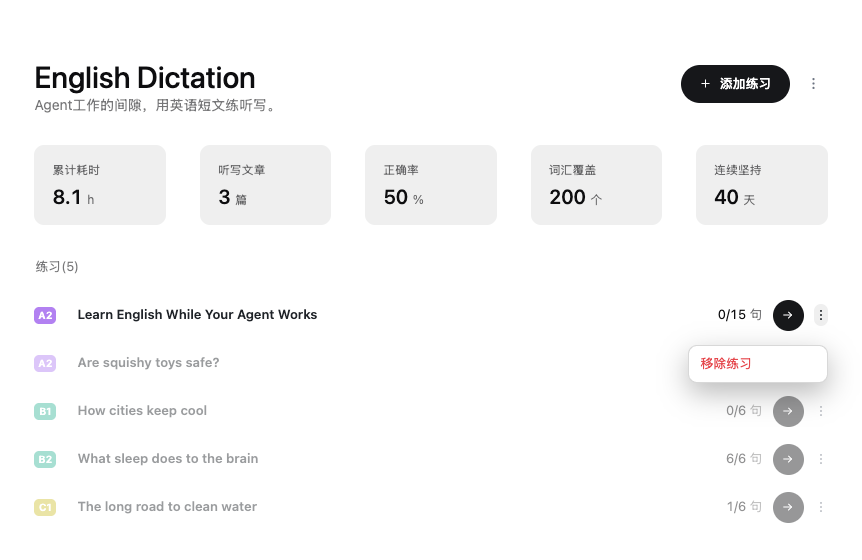 English Dictation
Agent工作的间隙，用英语短文练听写。
+ 添加练习
累计耗时
8.1 h
听写文章
3 篇
正确率
50 %
词汇覆盖
200 个
连续坚持
40 天
练习(5)
A2 Learn English While Your Agent Works 0/15 句
A2 Are squishy toys safe?
移除练习
B1 How cities keep cool 0/6 句
B2 What sleep does to the brain 6/6 句
C1 The long road to clean water 1/6 句